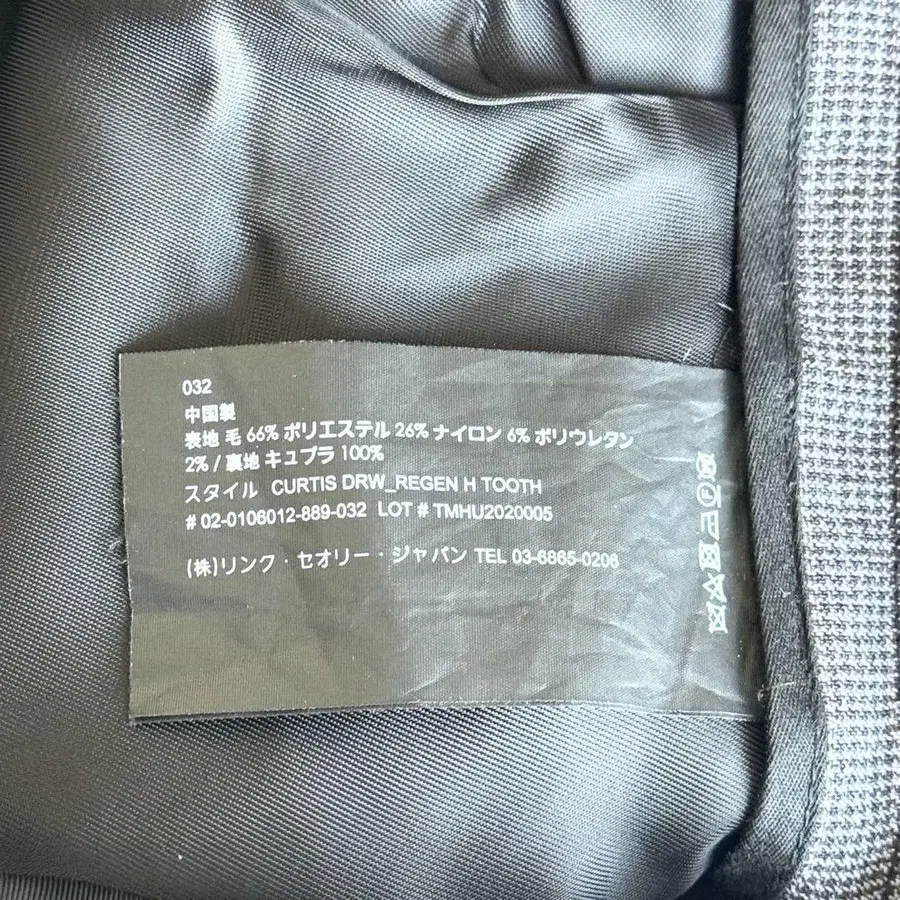 032
中国製
表地 毛 66% ポリエステル 26% ナイロン 6% ポリウレタン
2% / 裏地 キュプラ 100%
スタイル CURTIS DRW_REGEN H TOOTH
# 02-0106012-889-032 LOT # TMHU2020005
(株)リンク・セオリー・ジャパン TEL 03-6865-0206